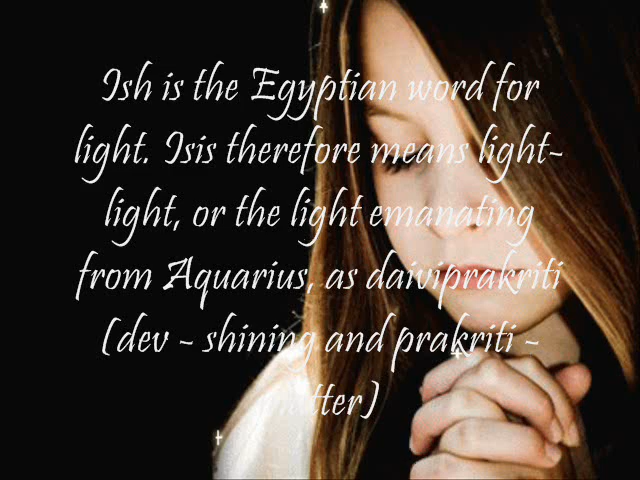 Ish is the Egyptian word for
light. Isis therefore means light-
light, or the light emanating
from Aquarius, as daiviprakriti
(dev - shining and prakriti -
matter)